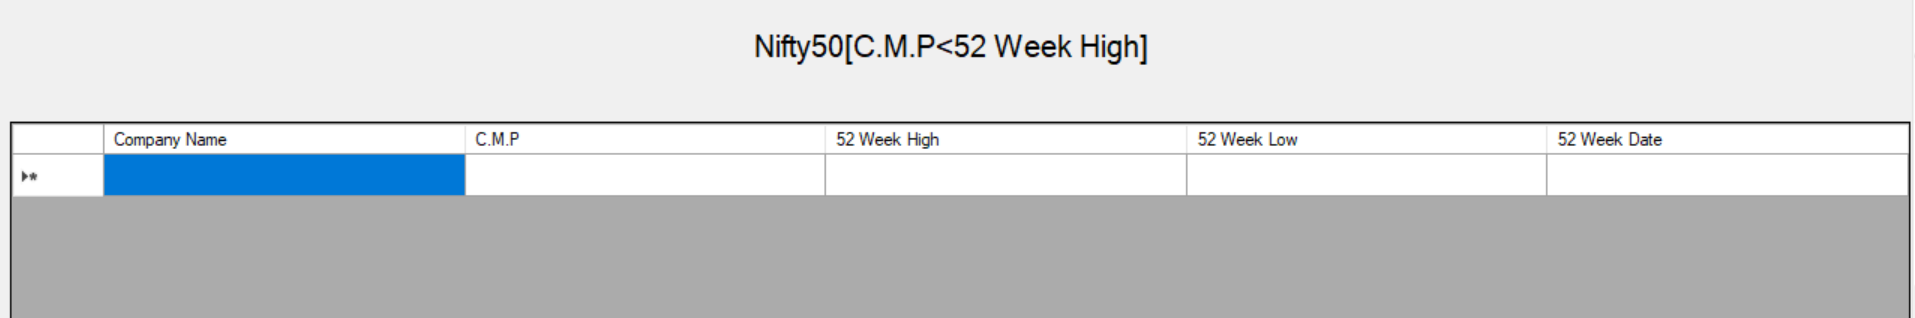 Nifty50[C.M.P<52 Week High]
Company Name C.M.P 52 Week High 52 Week Low 52 Week Date